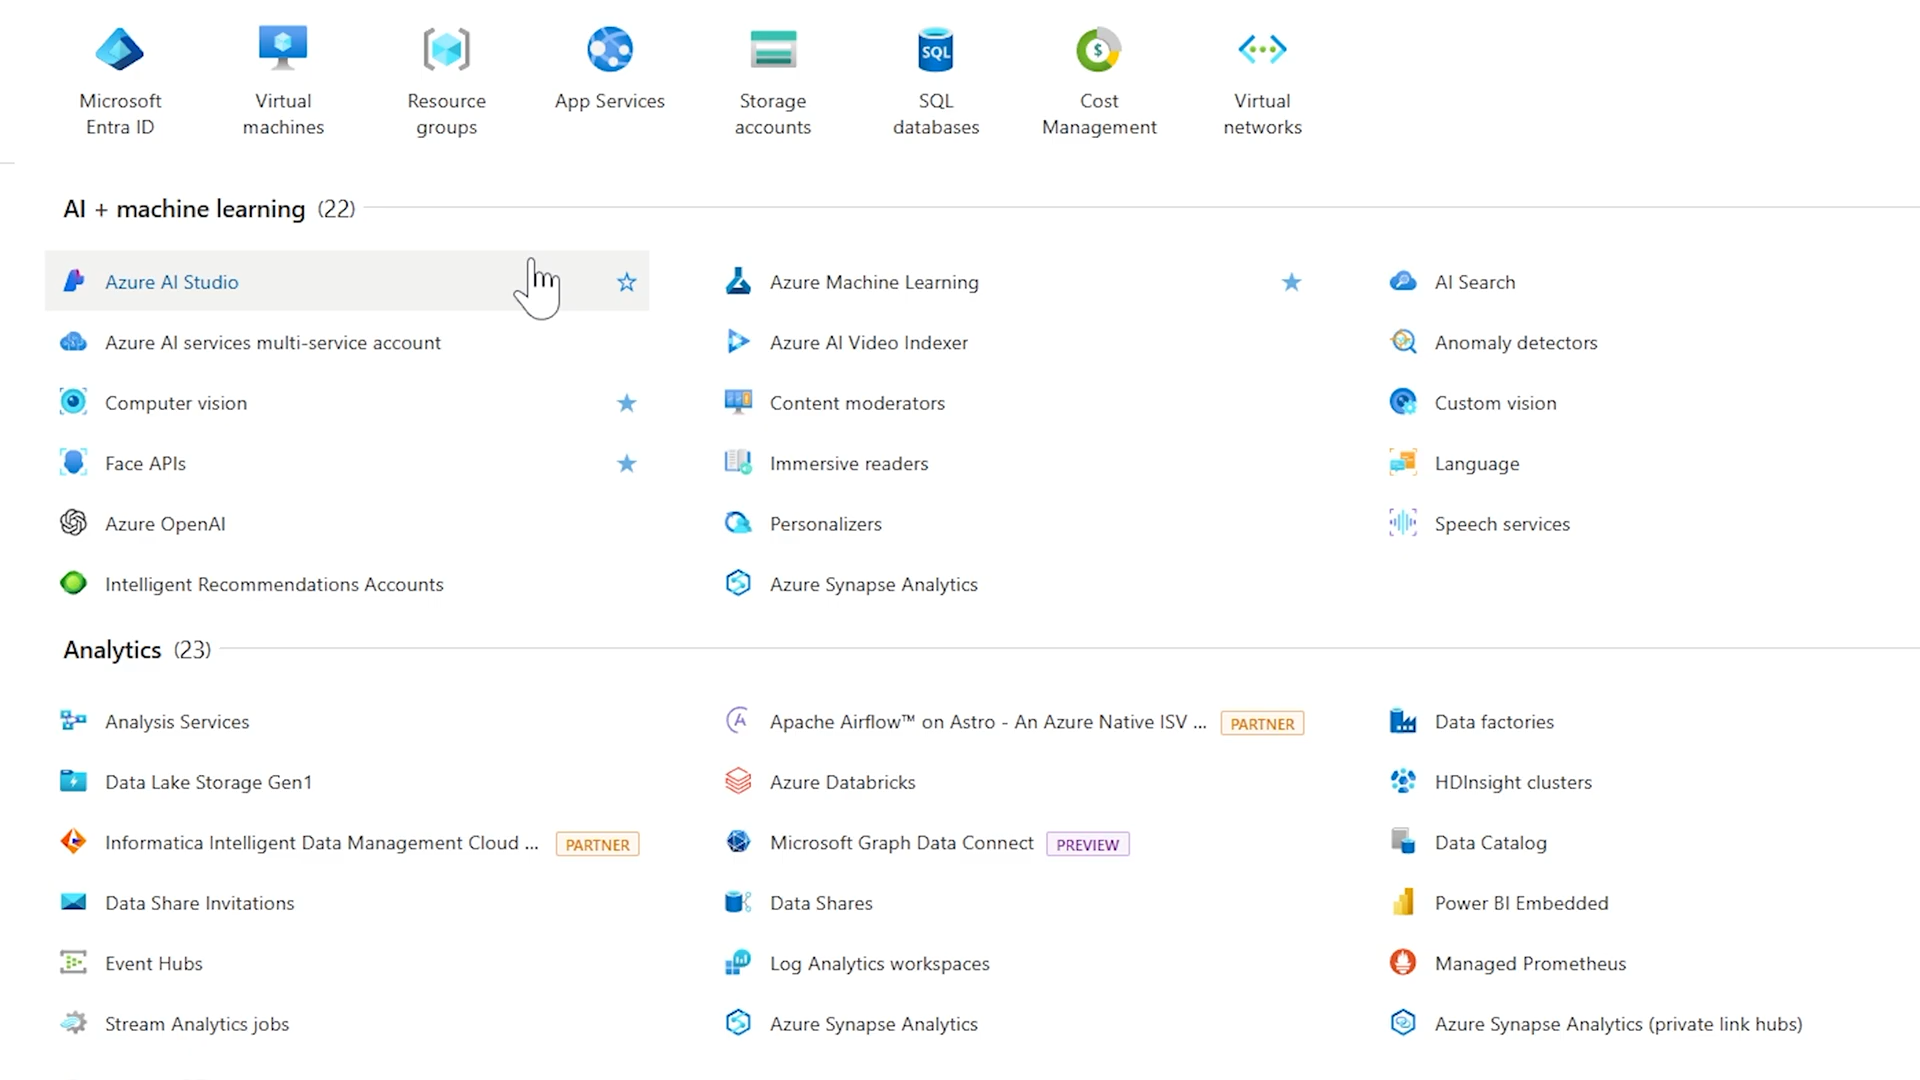 Microsoft
Entra ID
Virtual
machines
Resource
groups
App Services
Storage
accounts
SQL
SQL
databases
$
Cost
Management
Virtual
networks
AI + machine learning (22)
Azure AI Studio
Azure Machine Learning
AI Search
Azure AI services multi-service account
Azure AI Video Indexer
Anomaly detectors
Computer vision
Content moderators
Custom vision
Face APIs
Immersive readers
Language
Azure OpenAI
Personalizers
Speech services
Intelligent Recommendations Accounts
Azure Synapse Analytics
Analytics (23)
Analysis Services
Apache Airflow™ on Astro - An Azure Native ISV ... PARTNER
Data factories
Data Lake Storage Gen1
Azure Databricks
HDInsight clusters
Informatica Intelligent Data Management Cloud ... PARTNER
Microsoft Graph Data Connect PREVIEW
Data Catalog
Data Share Invitations
Data Shares
Power BI Embedded
Event Hubs
Log Analytics workspaces
Managed Prometheus
Stream Analytics jobs
Azure Synapse Analytics
Azure Synapse Analytics (private link hubs)